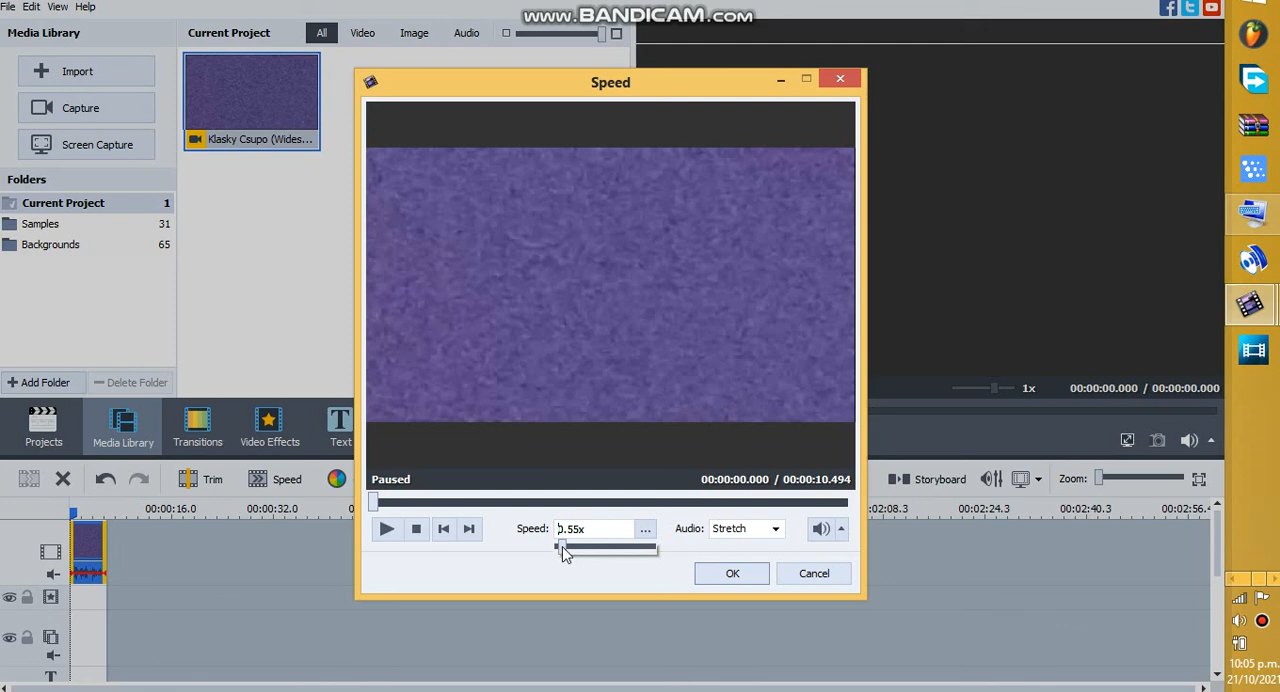 File Edit View Help
www.BANDICAM.com
Media Library
Current Project
All
Video
Image
Audio
Import
Capture
Screen Capture
Klasky Csupo (Wides...
Folders
Current Project 1
Samples 31
Backgrounds 65
Add Folder
Delete Folder
Speed
Paused
00:00:00.000 / 00:00:10.494
Speed: 0.55x ...
Audio: Stretch
OK
Cancel
1x
00:00:00.000 / 00:00:00.000
Projects
Media Library
Transitions
Video Effects
T
Text
Trim
Speed
Storyboard
Zoom:
00:00:16.0
00:00:32.0
:02:08.3
00:02:24.3
00:02:40.3
00:02:56.4
T
10:05 p.m.
21/10/2021